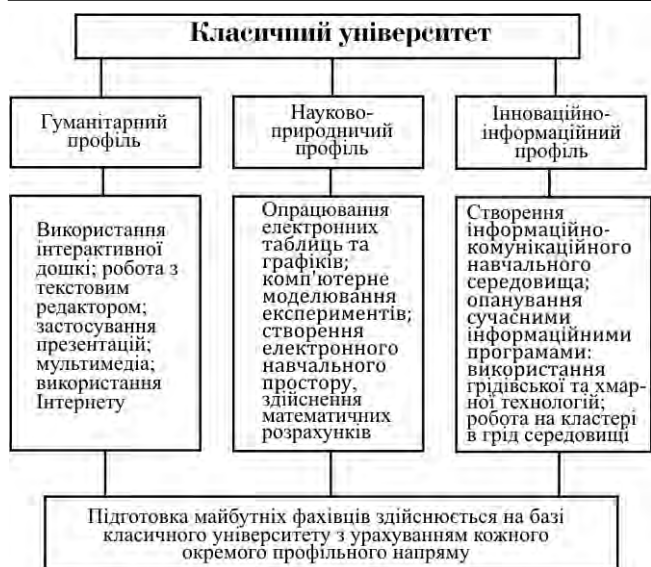 Класичний університет
Гуманітарний
профіль
Науково-
природничий
профіль
Інноваційно-
інформаційний
профіль
Використання
інтерактивної
дошкі; робота з
текстовим
редактором;
застосування
презентацій;
мультимедіа;
використання
Інтернету
Опрацювання
електронних
таблиць та
графіків;
комп'ютерне
моделювання
експериментів;
створення
електронного
навчального
простору,
здійснення
математичних
розрахунків
Створення
інформаційно-
комунікаційного
навчального
середовища;
опанування
сучасними
інформаційними
програмами:
використання
грідівської та хмар-
ної технологій;
робота на кластері
в грід середовищі
Підготовка майбутніх фахівців здійснюється на базі
класичного університету з урахуванням кожного
окремого профільного напряму